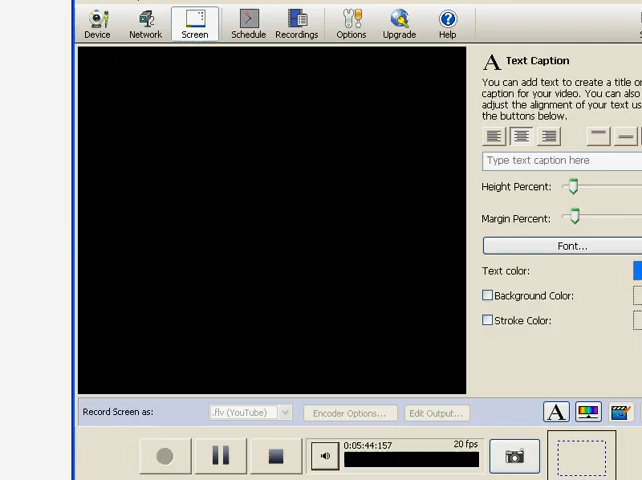 Device Network Screen Schedule Recordings Options Upgrade Help
A Text Caption
You can add text to create a title or
caption for your video. You can also
adjust the alignment of your text us
the buttons below.
Type text caption here
Height Percent:
Margin Percent:
Font...
Text color:
Background Color:
Stroke Color:
Record Screen as: .flv (YouTube) Encoder Options... Edit Output... A
0:05:44:157 20 fps